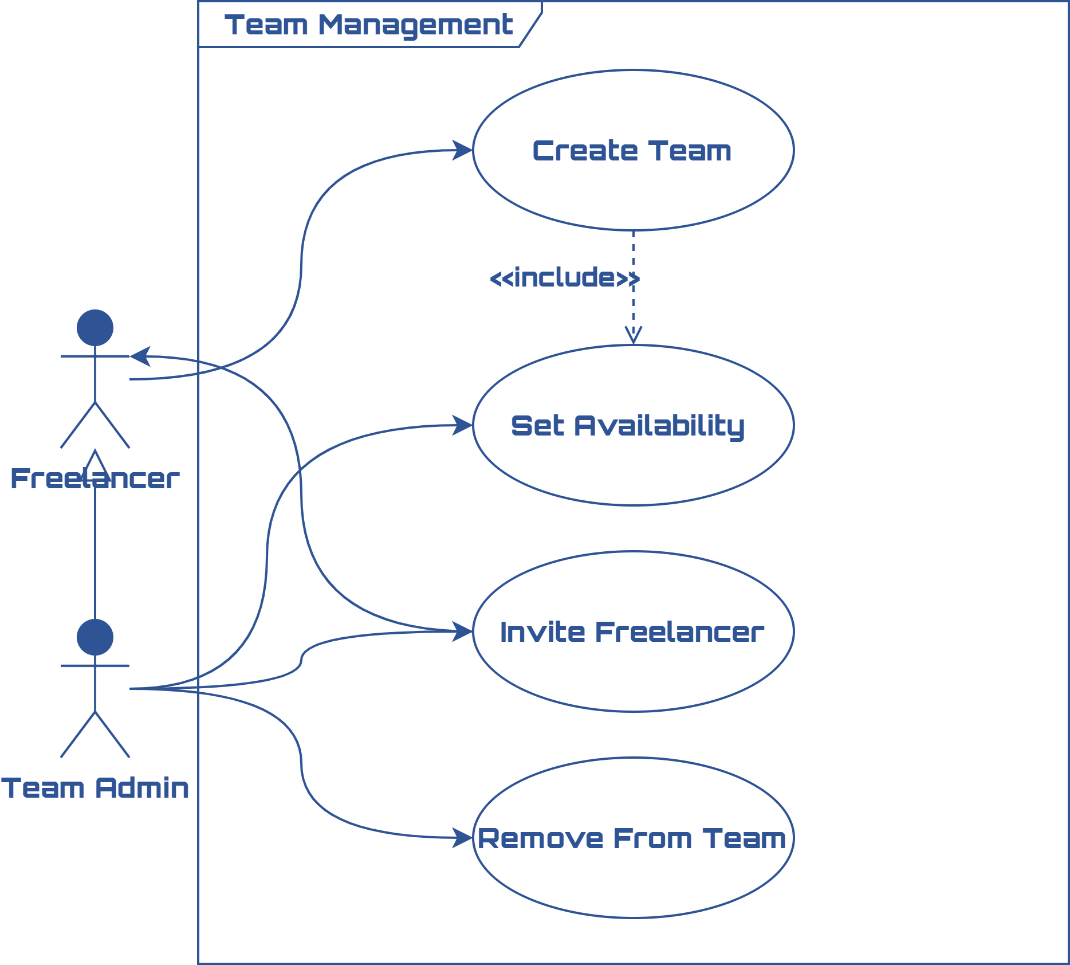 Team Management
Create Team
<<include>>
Set Availability
Freelancer
Invite Freelancer
Team Admin
Remove From Team